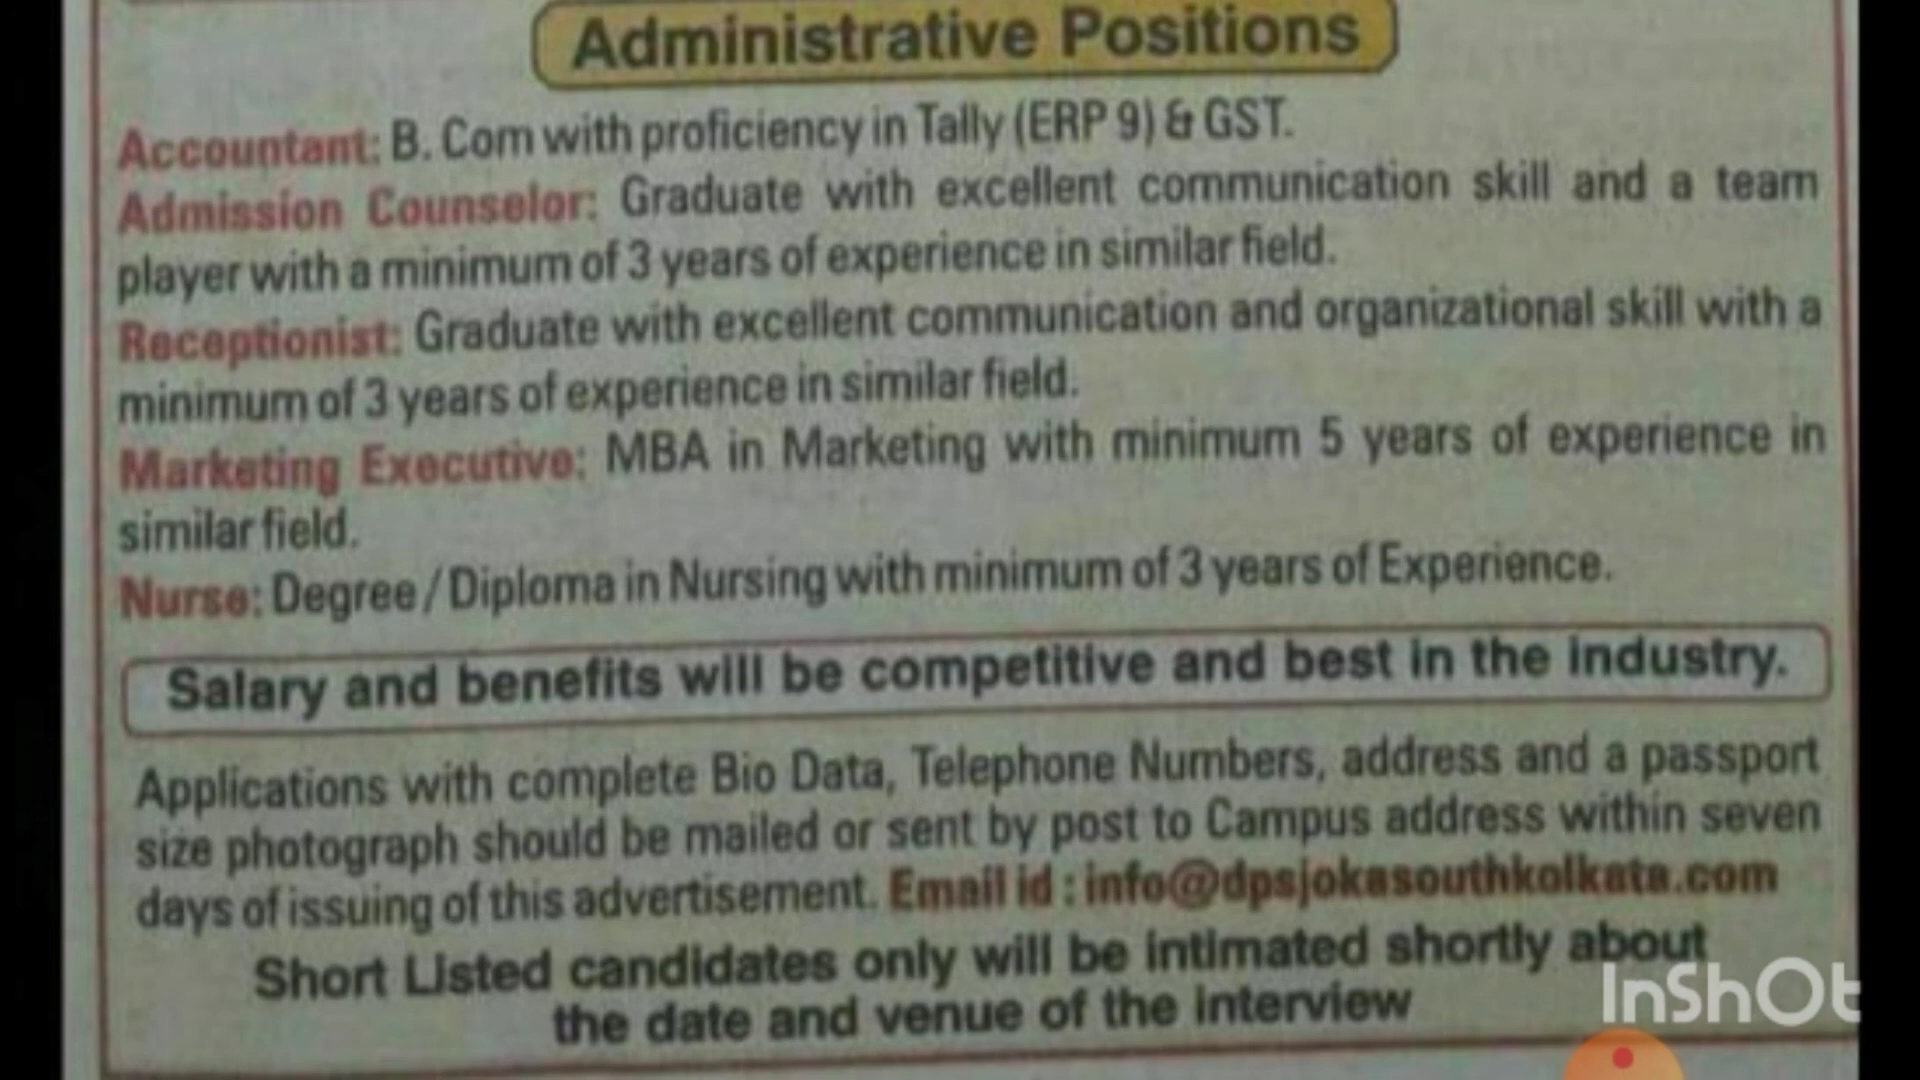 Administrative Positions
Accountant: B. Com with proficiency in Tally (ERP 9) & GST.
Admission Counselor: Graduate with excellent communication skill and a team
player with a minimum of 3 years of experience in similar field.
Receptionist: Graduate with excellent communication and organizational skill with a
minimum of 3 years of experience in similar field.
Marketing Executive: MBA in Marketing with minimum 5 years of experience in
similar field.
Nurse: Degree / Diploma in Nursing with minimum of 3 years of Experience.
Salary and benefits will be competitive and best in the industry.
Applications with complete Bio Data, Telephone Numbers, address and a passport
size photograph should be mailed or sent by post to Campus address within seven
days of issuing of this advertisement. Email id : info@dpsjokasouthkolkata.com
Short Listed candidates only will be intimated shortly about
the date and venue of the interview
InShOt